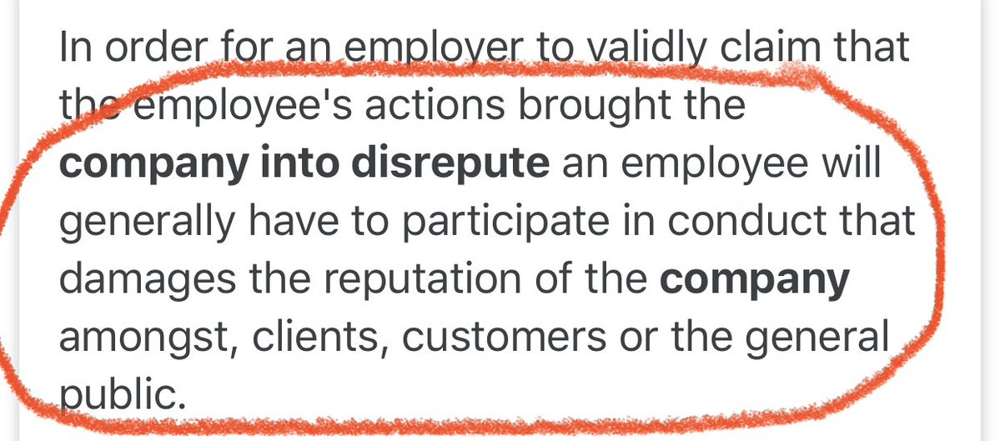 In order for an employer to validly claim that
the employee's actions brought the
company into disrepute an employee will
generally have to participate in conduct that
damages the reputation of the company
amongst, clients, customers or the general
public.